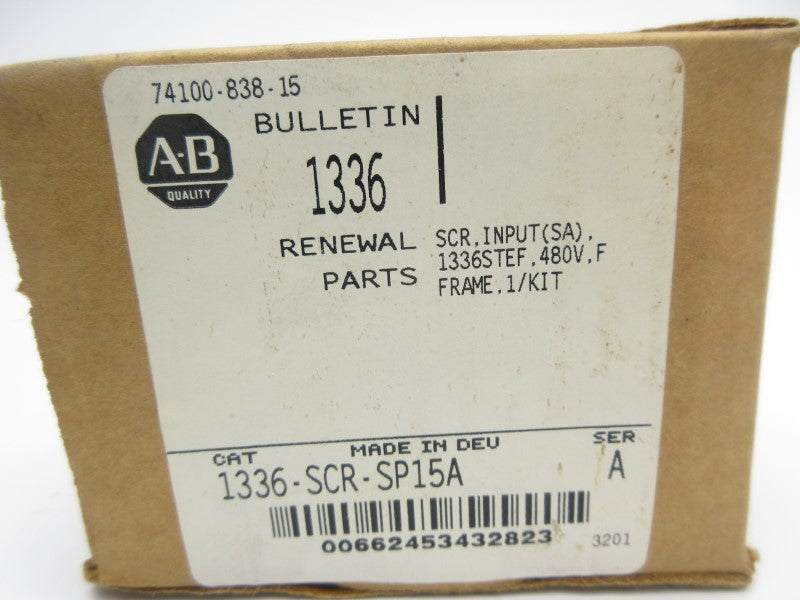 74100-838-15
A-B
QUALITY
BULLETIN
1336
RENEWAL
PARTS
SCR,INPUT(SA),
1336STEF,480V,F
FRAME,1/KIT
CAT
MADE IN DEU
SER
1336-SCR-SP15A
A
00662453432823
3201